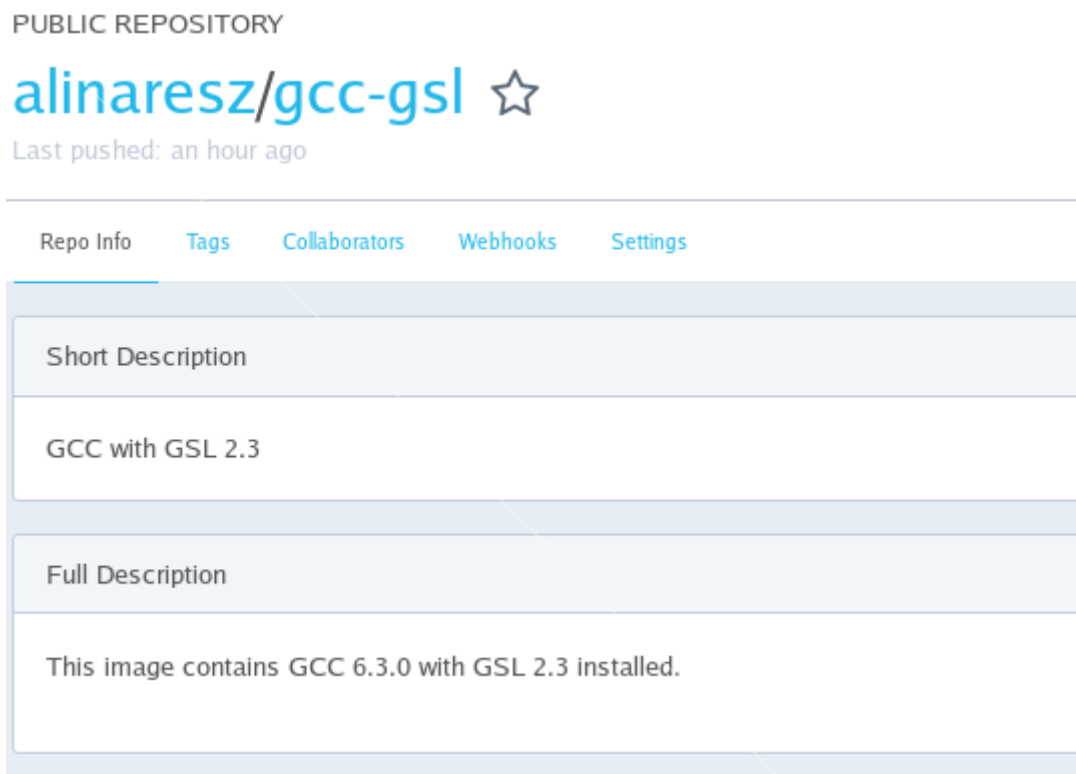 PUBLIC REPOSITORY
alinaresz/gcc-gsl
Last pushed: an hour ago
Repo Info Tags Collaborators Webhooks Settings
Short Description
GCC with GSL 2.3
Full Description
This image contains GCC 6.3.0 with GSL 2.3 installed.